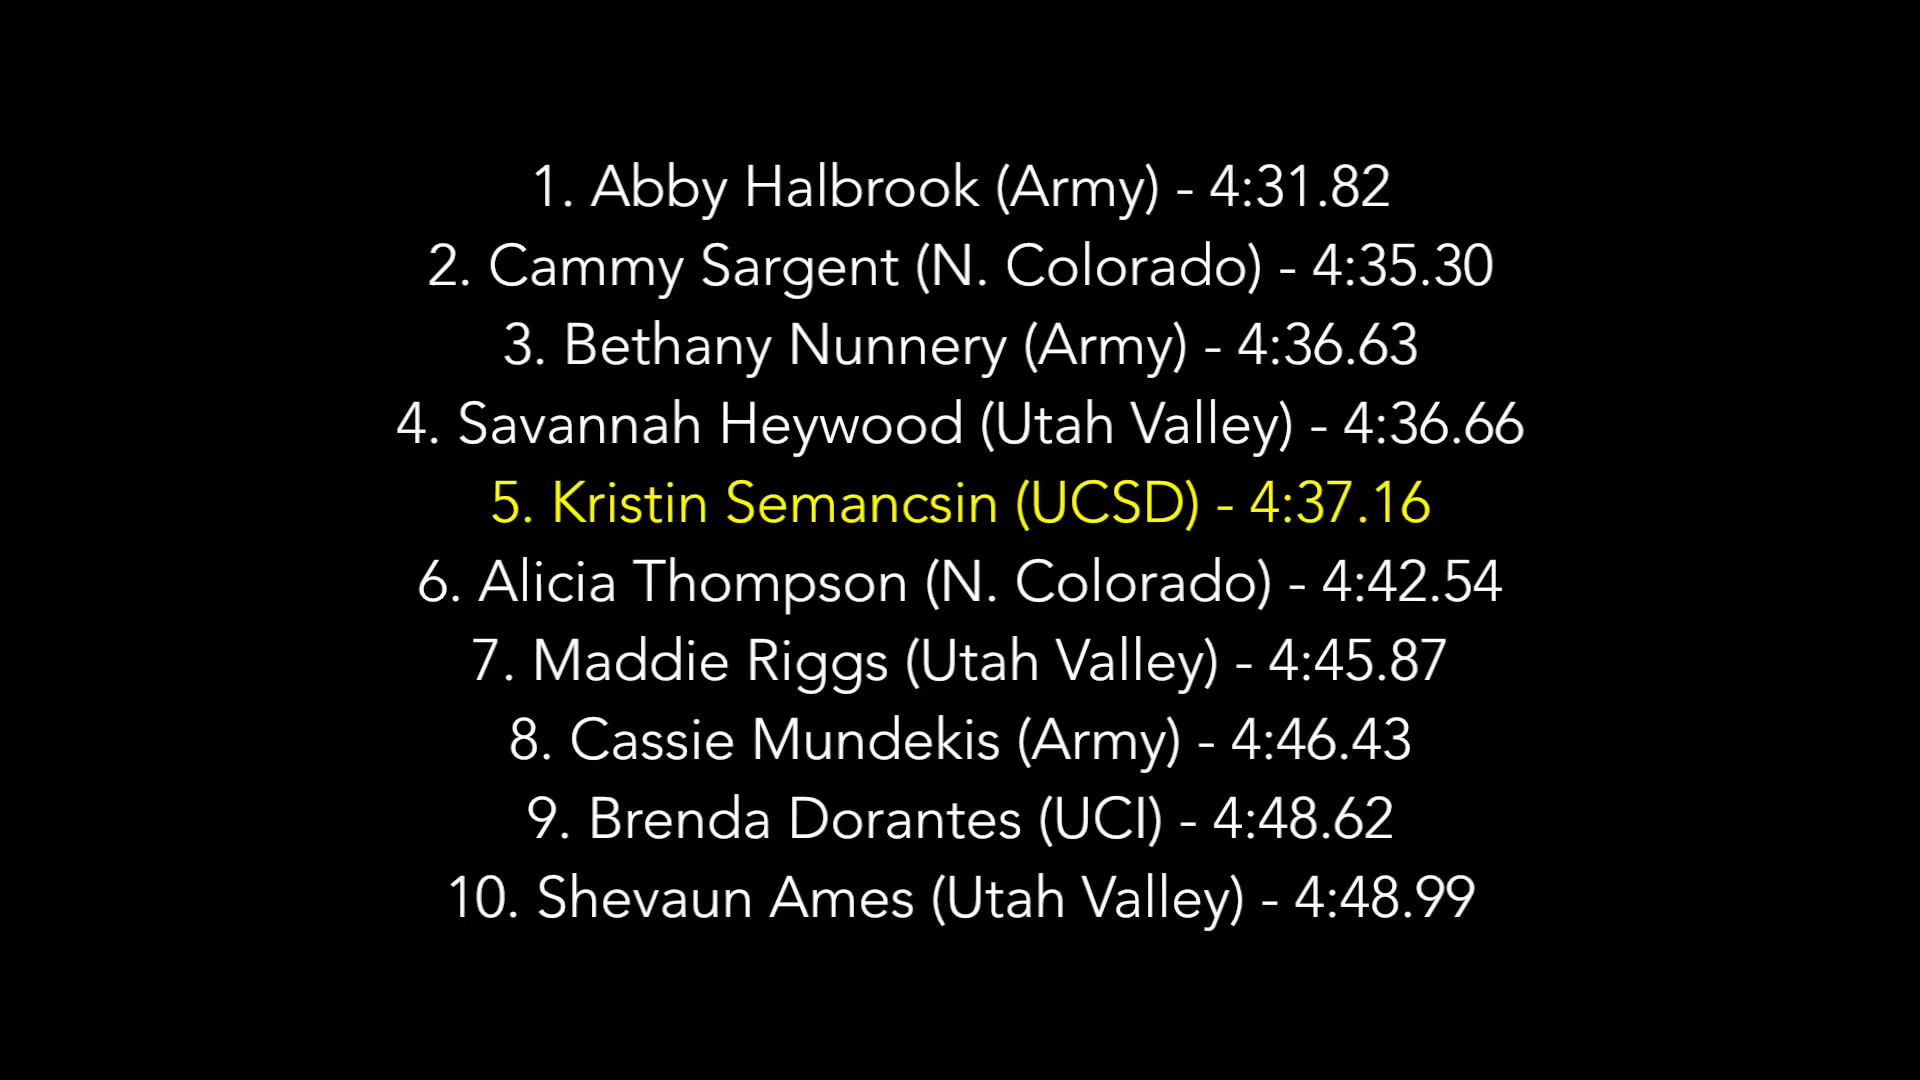 1. Abby Halbrook (Army) - 4:31.82
2. Cammy Sargent (N. Colorado) - 4:35.30
3. Bethany Nunnery (Army) - 4:36.63
4. Savannah Heywood (Utah Valley) - 4:36.66
5. Kristin Semancsin (UCSD) - 4:37.16
6. Alicia Thompson (N. Colorado) - 4:42.54
7. Maddie Riggs (Utah Valley) - 4:45.87
8. Cassie Mundekis (Army) - 4:46.43
9. Brenda Dorantes (UCI) - 4:48.62
10. Shevaun Ames (Utah Valley) - 4:48.99